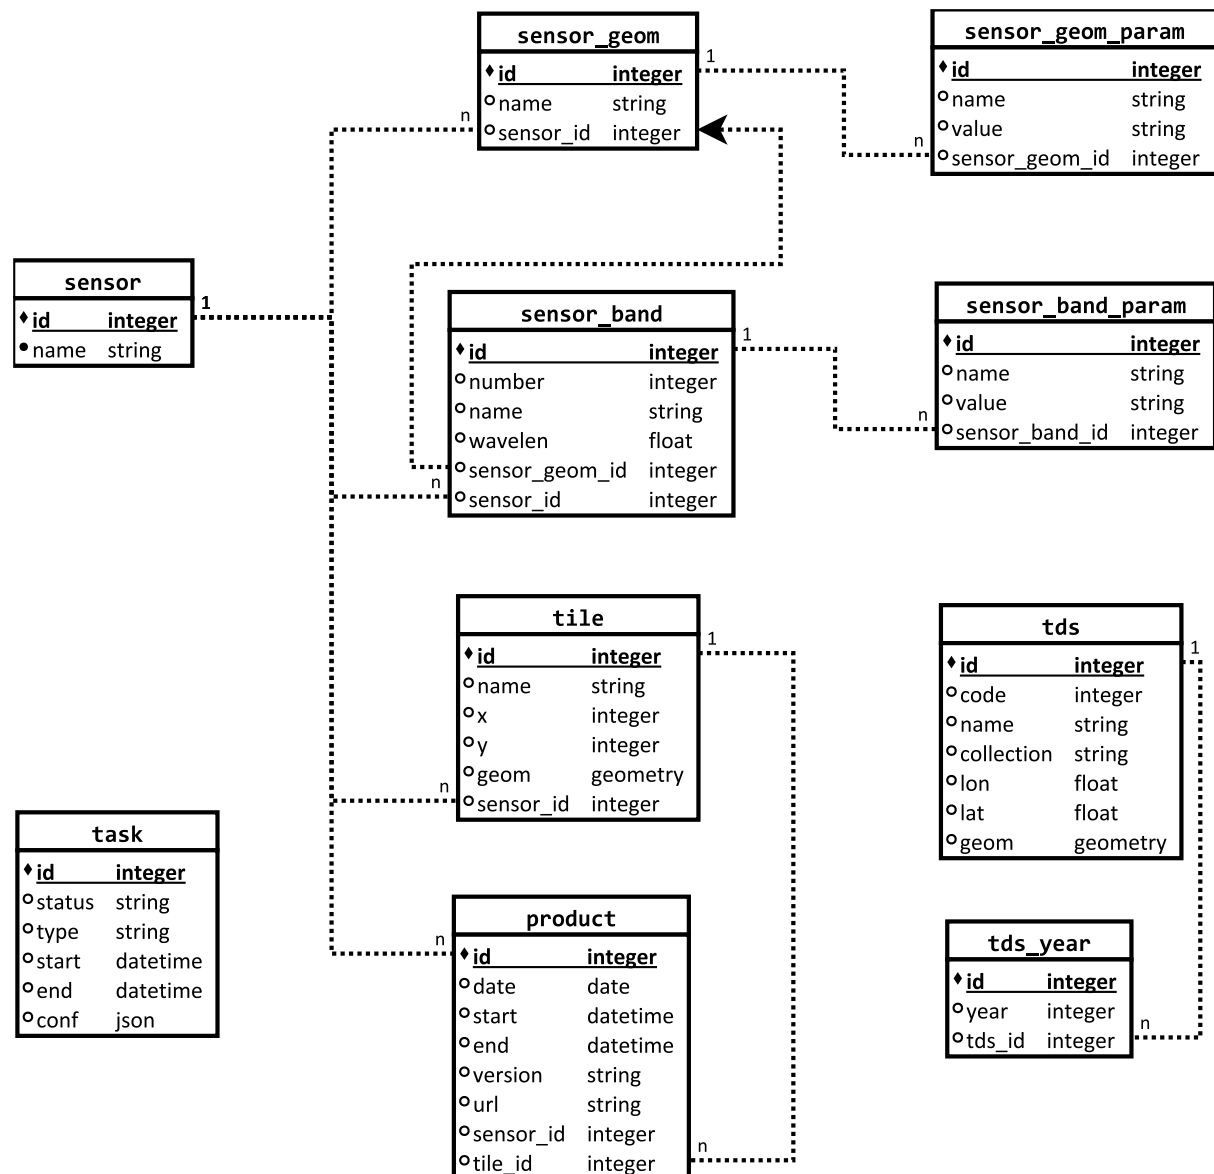 sensor_geom
id integer
name string
sensor_id integer
1
n
sensor_geom_param
id integer
name string
value string
sensor_geom_id integer
n
sensor
id integer
name string
1
sensor_band
id integer
number integer
name string
wavelen float
sensor_geom_id integer
sensor_id integer
1
n
sensor_band_param
id integer
name string
value string
sensor_band_id integer
n
tile
id integer
name string
x integer
y integer
geom geometry
sensor_id integer
1
n
tds
id integer
code integer
name string
collection string
lon float
lat float
geom geometry
1
task
id integer
status string
type string
start datetime
end datetime
conf json
product
id integer
date date
start datetime
end datetime
version string
url string
sensor_id integer
tile_id integer
n
n
tds_year
id integer
year integer
tds_id integer
n